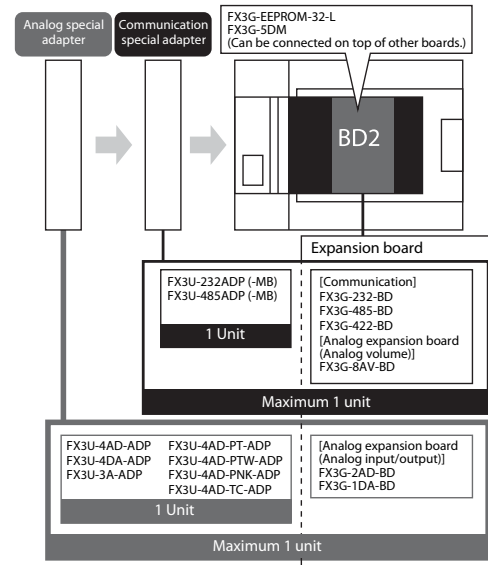 Analog special
adapter
Communication
special adapter
FX3G-EEPROM-32-L
FX3G-5DM
(Can be connected on top of other boards.)
BD2
Expansion board
FX3U-232ADP (-MB)
FX3U-485ADP (-MB)
1 Unit
[Communication]
FX3G-232-BD
FX3G-485-BD
FX3G-422-BD
[Analog expansion board
(Analog volume)]
FX3G-8AV-BD
Maximum 1 unit
FX3U-4AD-ADP
FX3U-4DA-ADP
FX3U-3A-ADP
FX3U-4AD-PT-ADP
FX3U-4AD-PTW-ADP
FX3U-4AD-PNK-ADP
FX3U-4AD-TC-ADP
1 Unit
[Analog expansion board
(Analog input/output)]
FX3G-2AD-BD
FX3G-1DA-BD
Maximum 1 unit